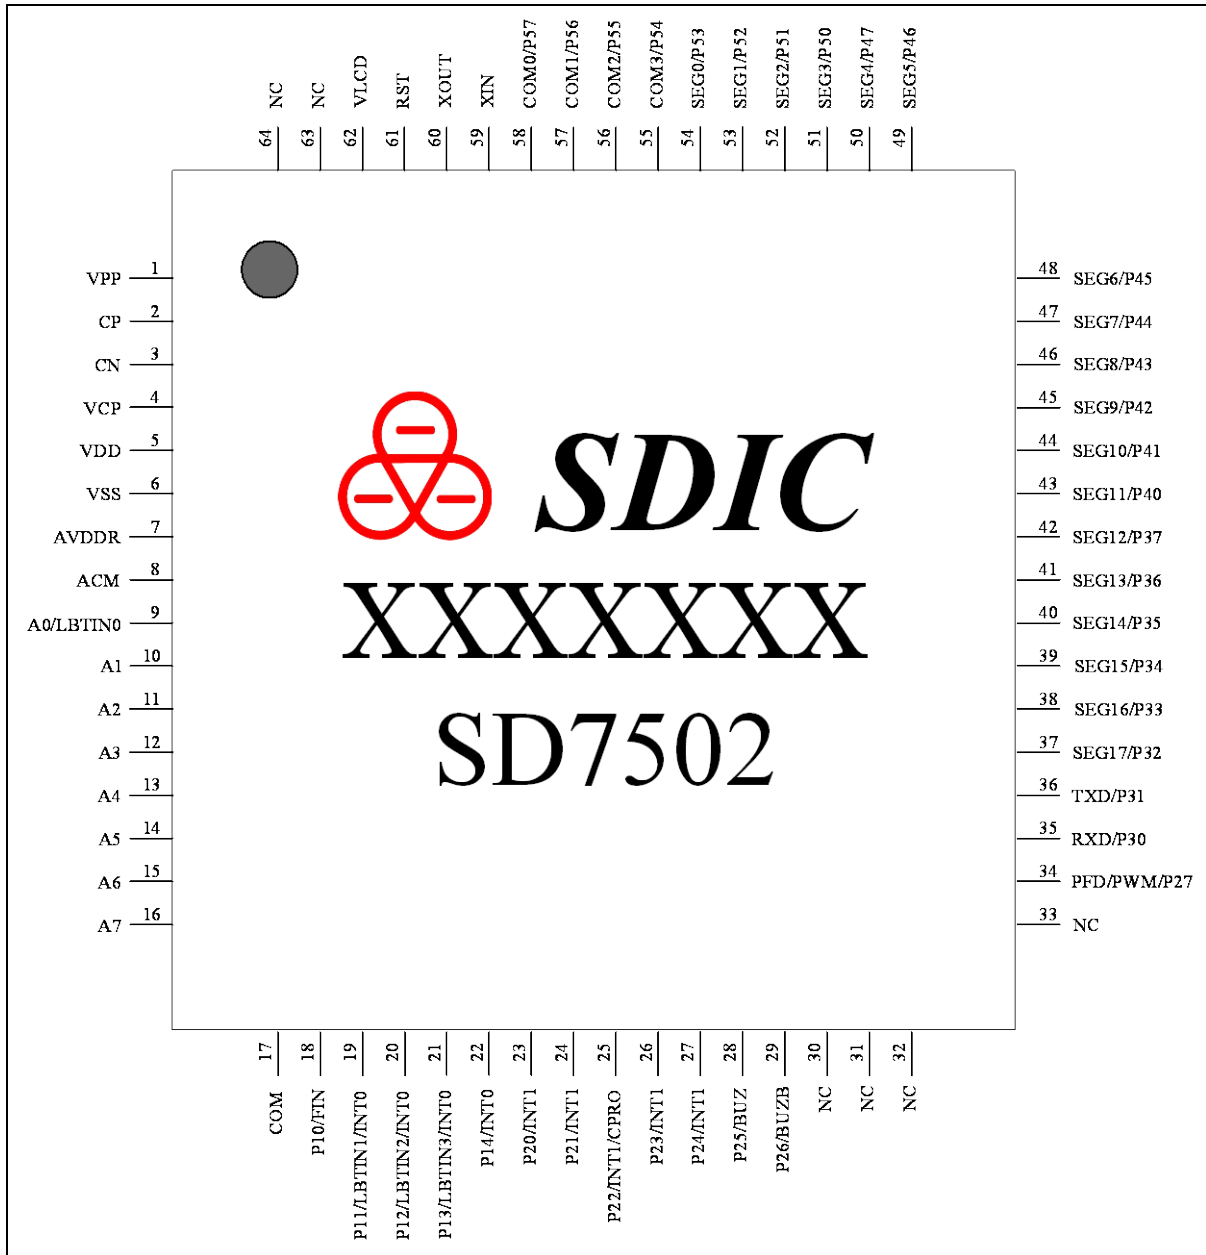 64 NC
63 NC
62 VLCD
61 RST
60 XOUT
59 XIN
58 COM0/P57
57 COM1/P56
56 COM2/P55
55 COM3/P54
54 SEG0/P53
53 SEG1/P52
52 SEG2/P51
51 SEG3/P50
50 SEG4/P47
49 SEG5/P46
VPP 1
CP 2
CN 3
VCP 4
VDD 5
VSS 6
AVDDR 7
ACM 8
A0/LBTIN0 9
A1 10
A2 11
A3 12
A4 13
A5 14
A6 15
A7 16
SDIC
XXXXXXX
SD7502
48 SEG6/P45
47 SEG7/P44
46 SEG8/P43
45 SEG9/P42
44 SEG10/P41
43 SEG11/P40
42 SEG12/P37
41 SEG13/P36
40 SEG14/P35
39 SEG15/P34
38 SEG16/P33
37 SEG17/P32
36 TXD/P31
35 RXD/P30
34 PFD/PWM/P27
33 NC
17 COM
18 P10/FIN
19 P11/LBTIN1/INT0
20 P12/LBTIN2/INT0
21 P13/LBTIN3/INT0
22 P14/INT0
23 P20/INT1
24 P21/INT1
25 P22/INT1/CPRO
26 P23/INT1
27 P24/INT1
28 P25/BUZ
29 P26/BUZB
30 NC
31 NC
32 NC